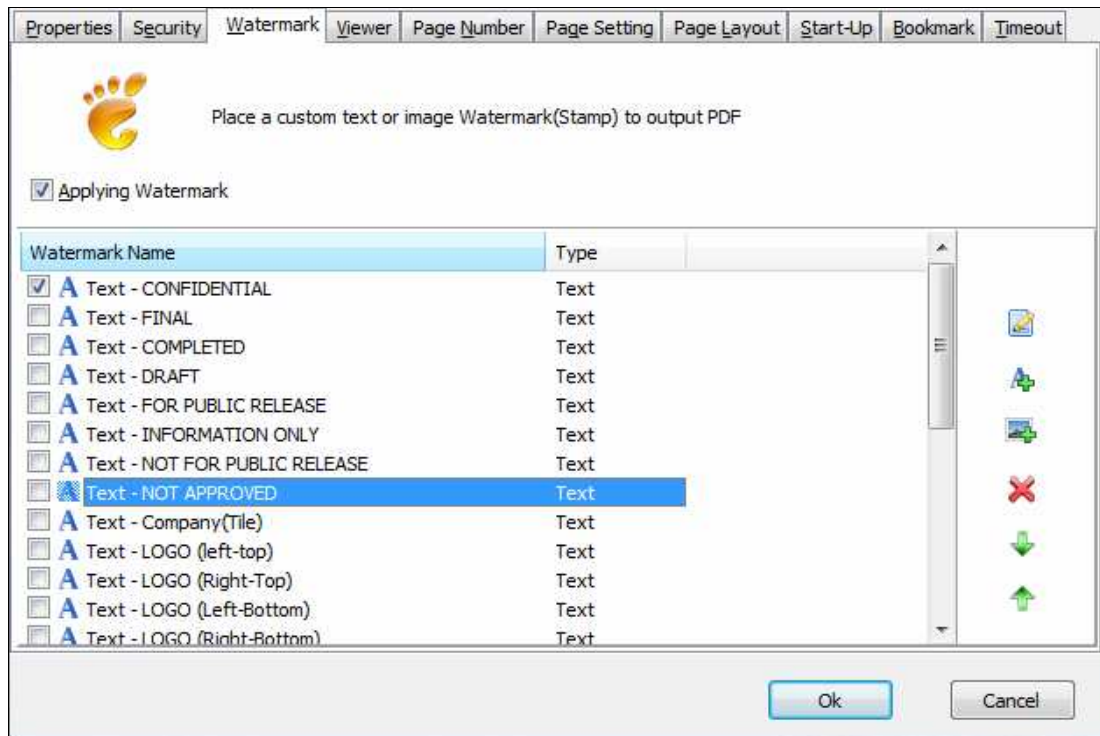 Properties Security Watermark Viewer Page Number Page Setting Page Layout Start-Up Bookmark Timeout
Place a custom text or image Watermark(Stamp) to output PDF
Applying Watermark
Watermark Name Type
Text - CONFIDENTIAL Text
Text - FINAL Text
Text - COMPLETED Text
Text - DRAFT Text
Text - FOR PUBLIC RELEASE Text
Text - INFORMATION ONLY Text
Text - NOT FOR PUBLIC RELEASE Text
Text - NOT APPROVED Text
Text - Company(Tile) Text
Text - LOGO (left-top) Text
Text - LOGO (Right-Top) Text
Text - LOGO (Left-Bottom) Text
Text - LOGO (Right-Bottom) Text
Ok Cancel